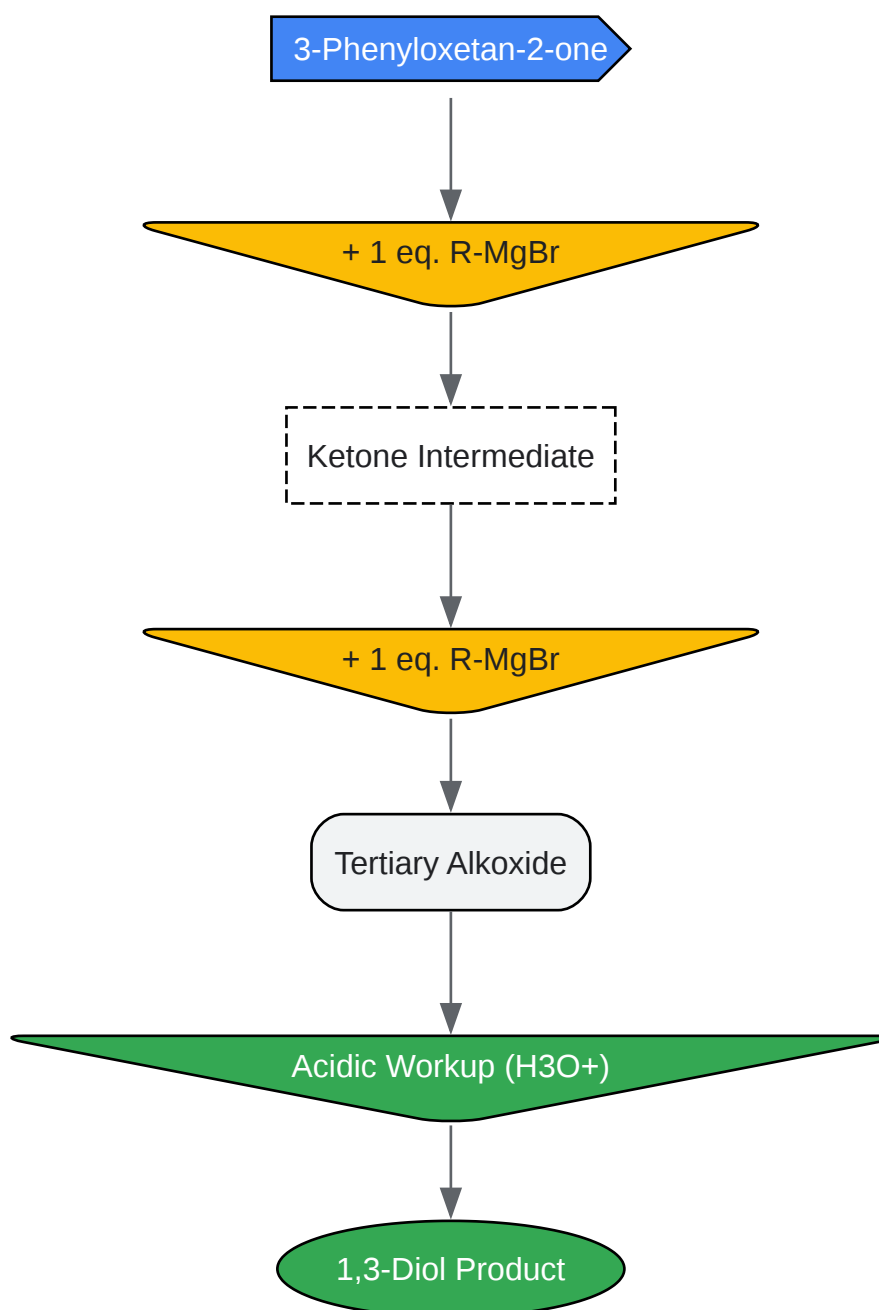 3-Phenyloxetan-2-one
+ 1 eq. R-MgBr
Ketone Intermediate
+ 1 eq. R-MgBr
Tertiary Alkoxide
Acidic Workup (H3O+)
1,3-Diol Product